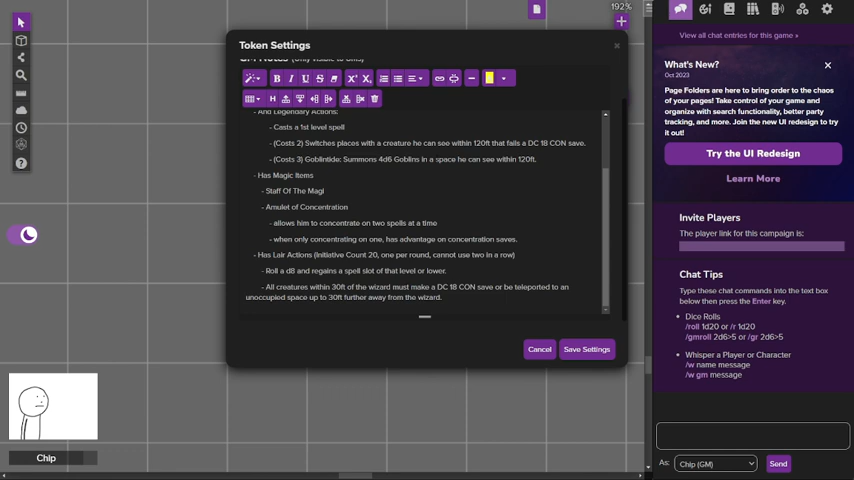 192%
Token Settings
GM Notes (Only visible to GMs)
- And Legendary Actions:
- Casts a 1st level spell
- (Costs 2) Switches places with a creature he can see within 120ft that fails a DC 18 CON save.
- (Costs 3) Goblintide: Summons 4d6 Goblins in a space he can see within 120ft.
- Has Magic Items
- Staff Of The MagI
- Amulet of Concentration
- allows him to concentrate on two spells at a time
- when only concentrating on one, has advantage on concentration saves.
- Has Lair Actions (Initiative Count 20, one per round, cannot use two in a row)
- Roll a d8 and regains a spell slot of that level or lower.
- All creatures within 30ft of the wizard must make a DC 18 CON save or be teleported to an
unoccupied space up to 30ft further away from the wizard.
Cancel
Save Settings
Chip
View all chat entries for this game »
What's New?
Oct 2023
Page Folders are here to bring order to the chaos
of your pages! Take control of your game and
organize with search functionality, better party
tracking, and more. Join the new UI redesign to try
it out!
Try the UI Redesign
Learn More
Invite Players
The player link for this campaign is:
Chat Tips
Type these chat commands into the text box
below then press the Enter key.
• Dice Rolls
/roll 1d20 or /r 1d20
/gmroll 2d6>5 or /gr 2d6>5
• Whisper a Player or Character
/w name message
/w gm message
As:
Chip (GM)
Send